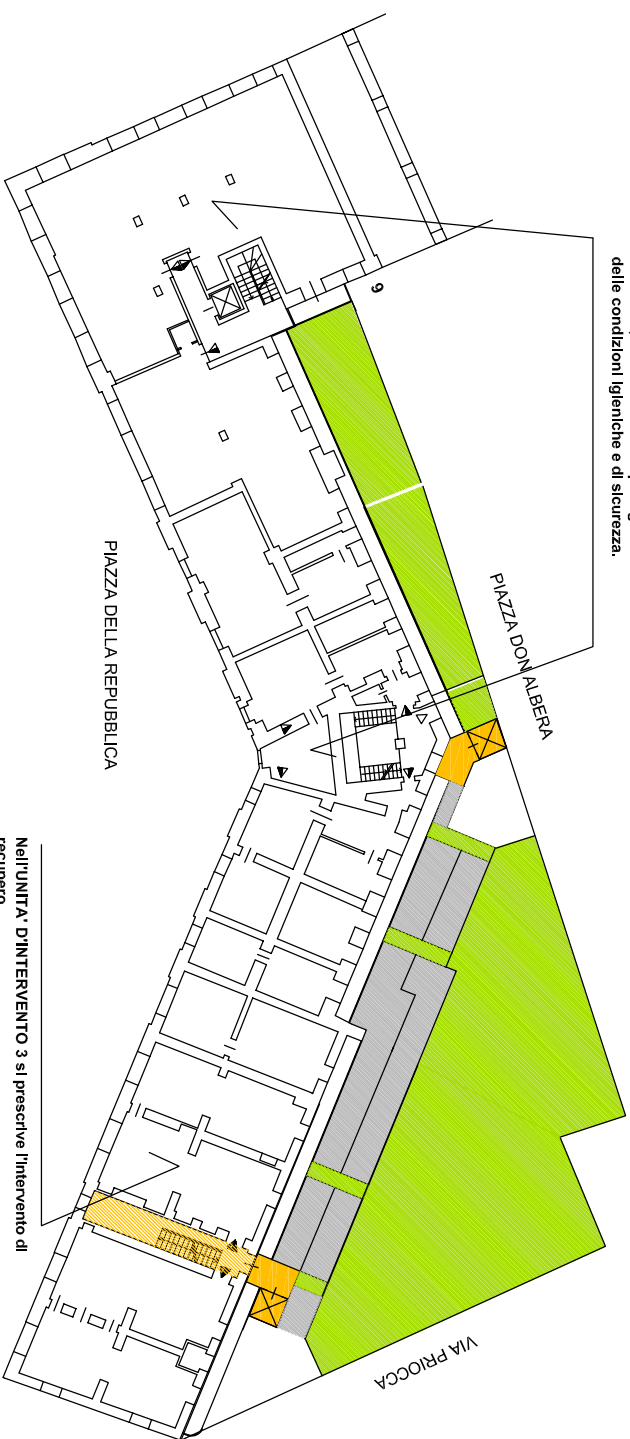 delle condizioni igieniche e di sicurezza.
9
PIAZZA DON ALBERA
PIAZZA DELLA REPUBBLICA
Nell'UNITA' D'INTERVENTO 3 si prescrive l'intervento di
recupero
VIA PRIOCCA